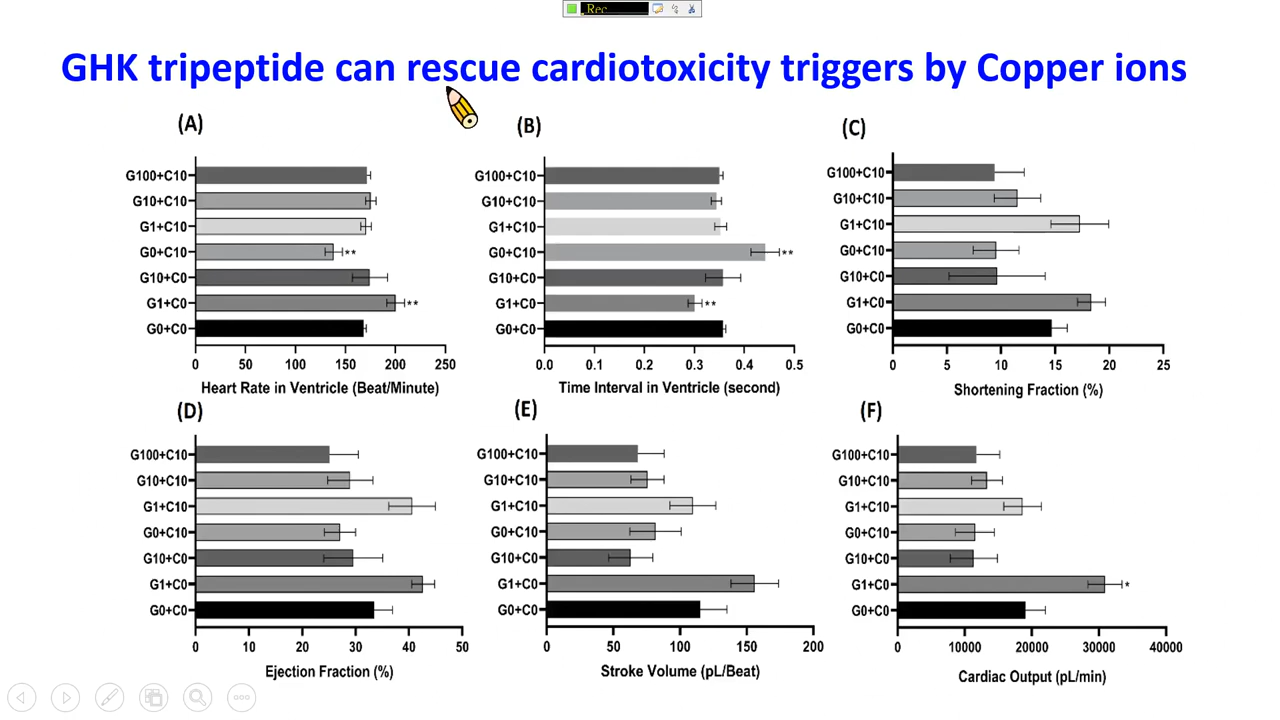 Rec
GHK tripeptide can rescue cardiotoxicity triggers by Copper ions
(A)
G100+C10
G10+C10
G1+C10
G0+C10
**
G10+C0
G1+C0
**
G0+C0
0 50 100 150 200 250
Heart Rate in Ventricle (Beat/Minute)
(B)
G100+C10
G10+C10
G1+C10
G0+C10
**
G10+C0
G1+C0
**
G0+C0
0.0 0.1 0.2 0.3 0.4 0.5
Time Interval in Ventricle (second)
(C)
G100+C10
G10+C10
G1+C10
G0+C10
G10+C0
G1+C0
G0+C0
0 5 10 15 20 25
Shortening Fraction (%)
(D)
G100+C10
G10+C10
G1+C10
G0+C10
G10+C0
G1+C0
G0+C0
0 10 20 30 40 50
Ejection Fraction (%)
(E)
G100+C10
G10+C10
G1+C10
G0+C10
G10+C0
G1+C0
G0+C0
0 50 100 150 200
Stroke Volume (pL/Beat)
(F)
G100+C10
G10+C10
G1+C10
G0+C10
G10+C0
G1+C0
*
G0+C0
0 10000 20000 30000 40000
Cardiac Output (pL/min)